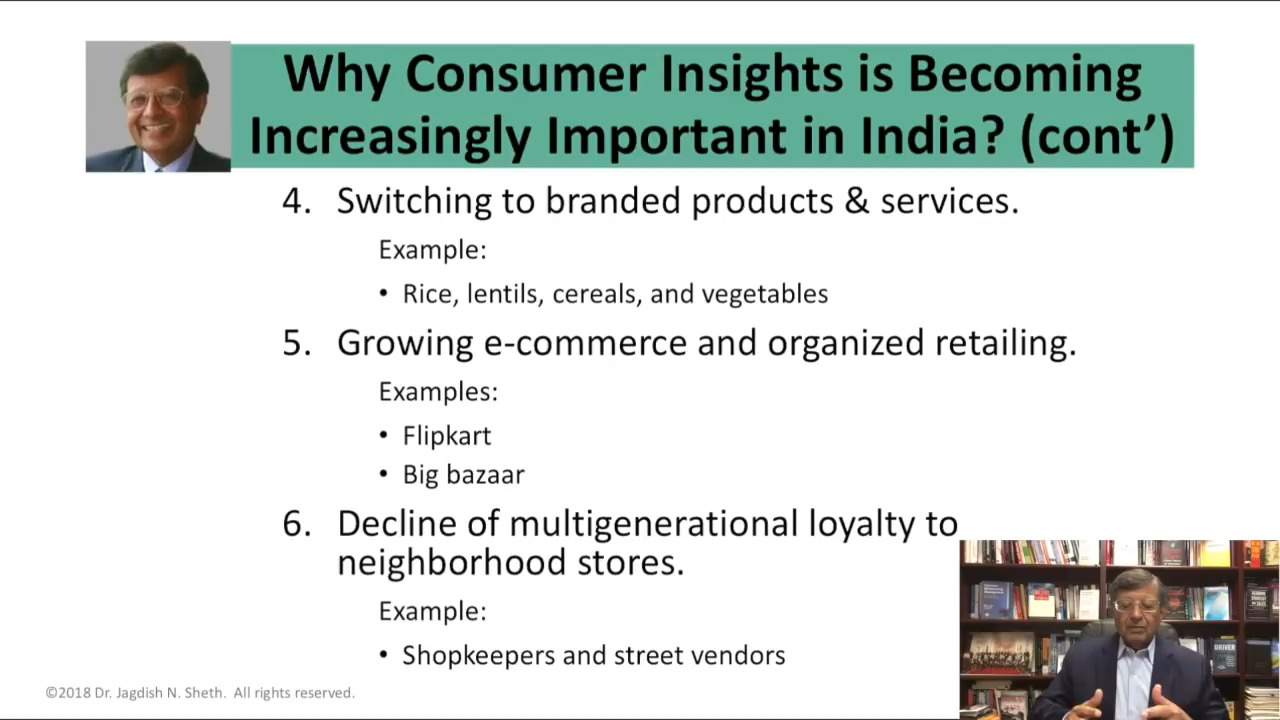 Why Consumer Insights is Becoming
Increasingly Important in India? (cont’)
4. Switching to branded products & services.
Example:
• Rice, lentils, cereals, and vegetables
5. Growing e-commerce and organized retailing.
Examples:
• Flipkart
• Big bazaar
6. Decline of multigenerational loyalty to
neighborhood stores.
Example:
• Shopkeepers and street vendors
©2018 Dr. Jagdish N. Sheth. All rights reserved.